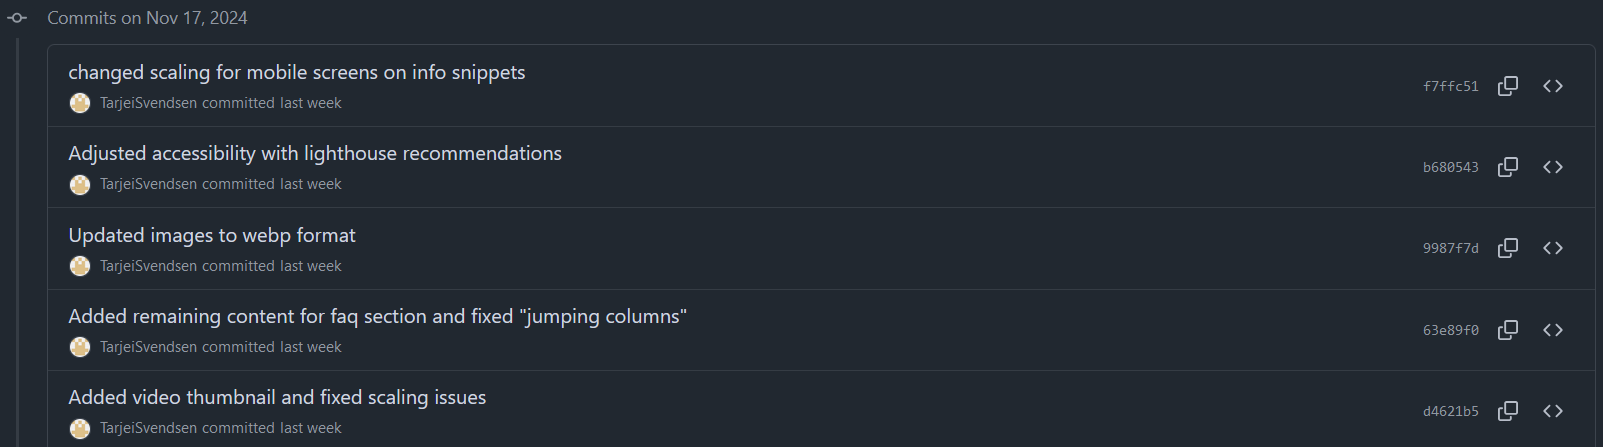 Commits on Nov 17, 2024
changed scaling for mobile screens on info snippets
TarjeiSvendsen committed last week
f7ffc51
Adjusted accessibility with lighthouse recommendations
TarjeiSvendsen committed last week
b680543
Updated images to webp format
TarjeiSvendsen committed last week
9987f7d
Added remaining content for faq section and fixed "jumping columns"
TarjeiSvendsen committed last week
63e89f0
Added video thumbnail and fixed scaling issues
TarjeiSvendsen committed last week
d4621b5